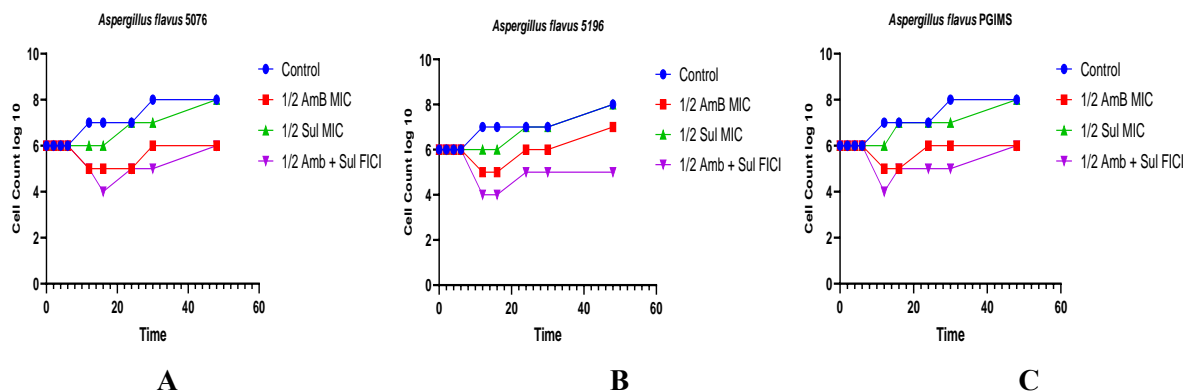 Aspergillus flavus 5076
10
8
6
4
2
0
0
20
40
60
Cell Count log 10
Time
Control
1/2 AmB MIC
1/2 Sul MIC
1/2 Amb + Sul FICI
A
Aspergillus flavus 5196
10
8
6
4
2
0
0
20
40
60
Cell Count log 10
Time
Control
1/2 AmB MIC
1/2 Sul MIC
1/2 Amb + Sul FICI
B
Aspergillus flavus PGIMS
10
8
6
4
2
0
0
20
40
60
Cell Count log 10
Time
Control
1/2 AmB MIC
1/2 Sul MIC
1/2 Amb + Sul FICI
C